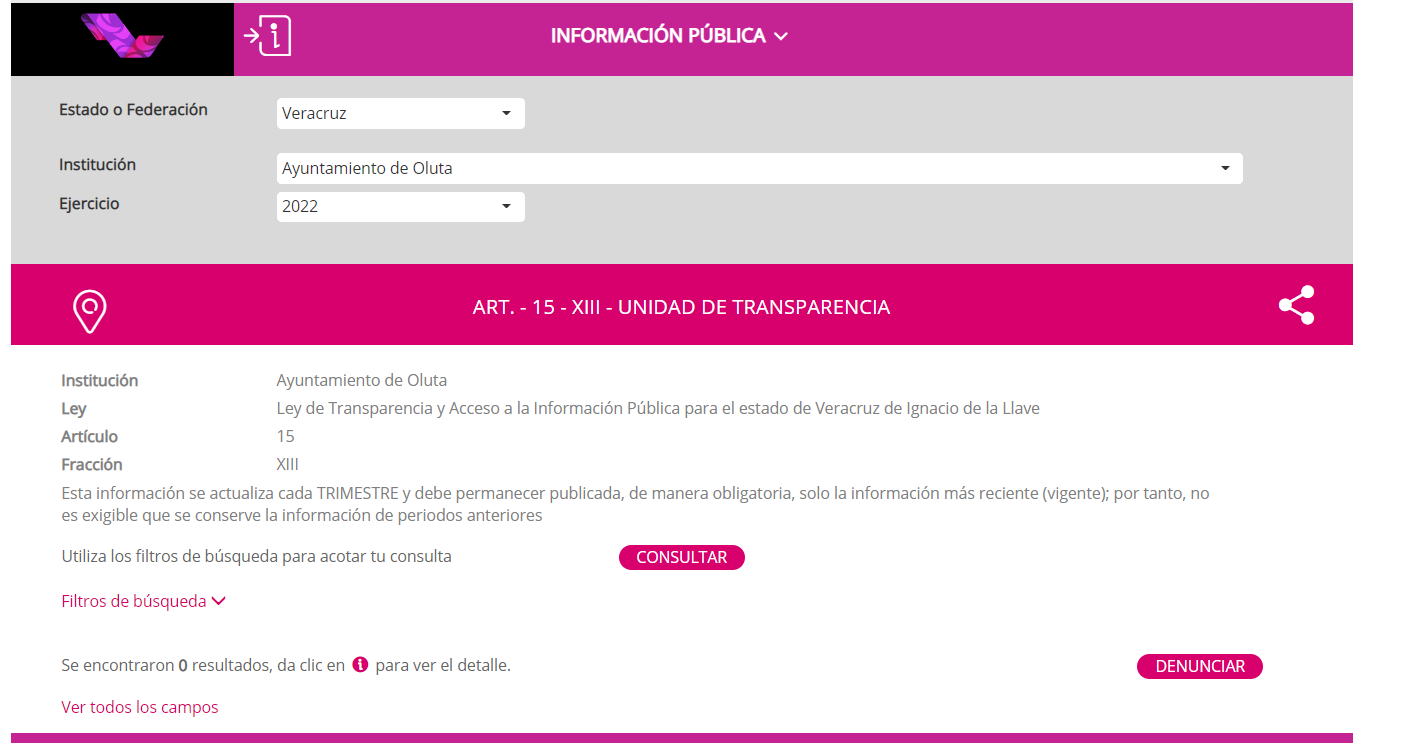 INFORMACIÓN PÚBLICA
Estado o Federación Veracruz
Institución Ayuntamiento de Oluta
Ejercicio 2022
ART. - 15 - XIII - UNIDAD DE TRANSPARENCIA
Institución Ayuntamiento de Oluta
Ley Ley de Transparencia y Acceso a la Información Pública para el estado de Veracruz de Ignacio de la Llave
Artículo 15
Fracción XIII
Esta información se actualiza cada TRIMESTRE y debe permanecer publicada, de manera obligatoria, solo la información más reciente (vigente); por tanto, no
es exigible que se conserve la información de periodos anteriores
Utiliza los filtros de búsqueda para acotar tu consulta CONSULTAR
Filtros de búsqueda
Se encontraron 0 resultados, da clic en i para ver el detalle. DENUNCIAR
Ver todos los campos